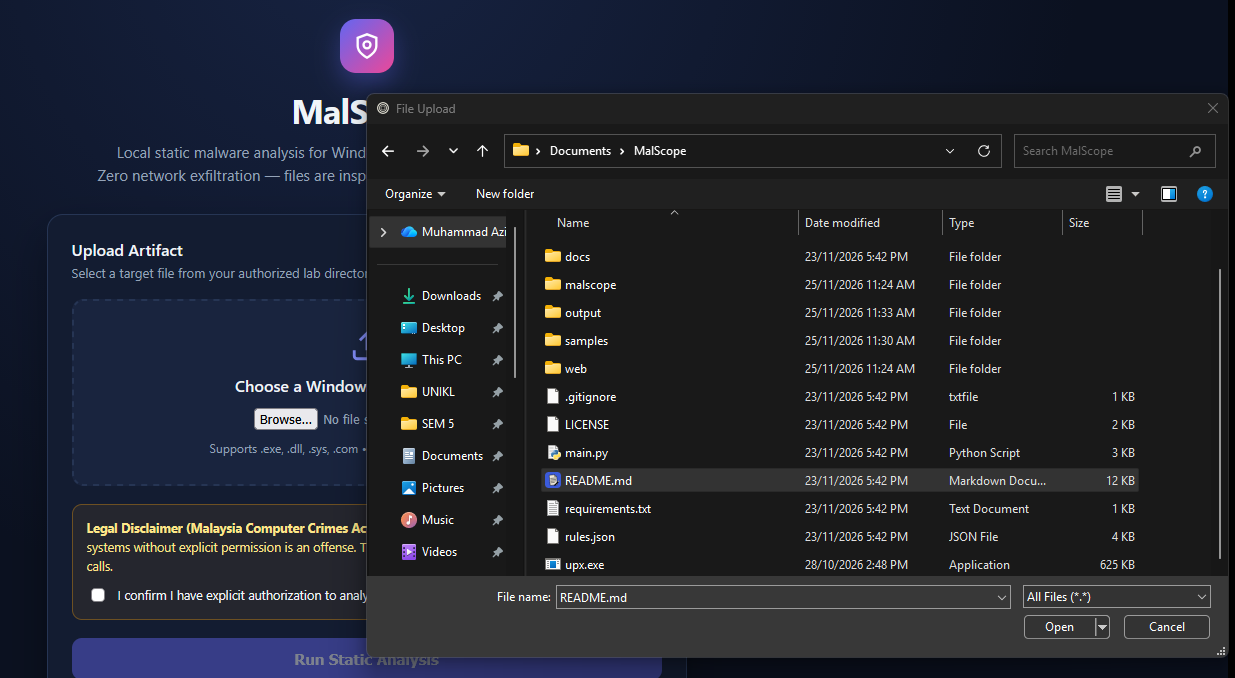 MalS
Local static malware analysis for Wind
Zero network exfiltration — files are insp
Upload Artifact
Select a target file from your authorized lab director
Choose a Window
Browse... No file s
Supports .exe, .dll, .sys, .com •
Legal Disclaimer (Malaysia Computer Crimes Ac
systems without explicit permission is an offense. T
calls.
I confirm I have explicit authorization to analy
Run Static Analysis
File Upload
Documents MalScope
Search MalScope
Organize New folder
Muhammad Azi
Downloads
Desktop
This PC
UNIKL
SEM 5
Documents
Pictures
Music
Videos
Name Date modified Type Size
docs 23/11/2026 5:42 PM File folder
malscope 25/11/2026 11:24 AM File folder
output 25/11/2026 11:33 AM File folder
samples 25/11/2026 11:30 AM File folder
web 25/11/2026 11:24 AM File folder
.gitignore 23/11/2026 5:42 PM txtfile 1 KB
LICENSE 23/11/2026 5:42 PM File 2 KB
main.py 23/11/2026 5:42 PM Python Script 3 KB
README.md 23/11/2026 5:42 PM Markdown Docu... 12 KB
requirements.txt 23/11/2026 5:42 PM Text Document 1 KB
rules.json 23/11/2026 5:42 PM JSON File 4 KB
upx.exe 28/10/2026 2:48 PM Application 625 KB
File name: README.md All Files (*.*)
Open Cancel